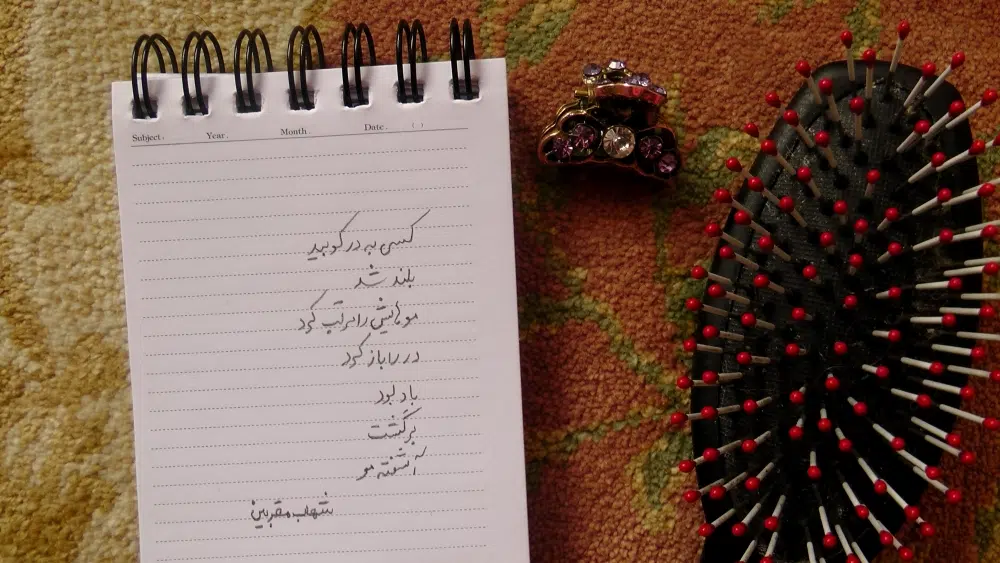 Subject. Year. Month. Date. ( )
کسی به در کوبید
بلند شد
موهایش را مرتب کرد
در را باز کرد
باد بود
برگشت
آشفته مو
شهاب مقربین